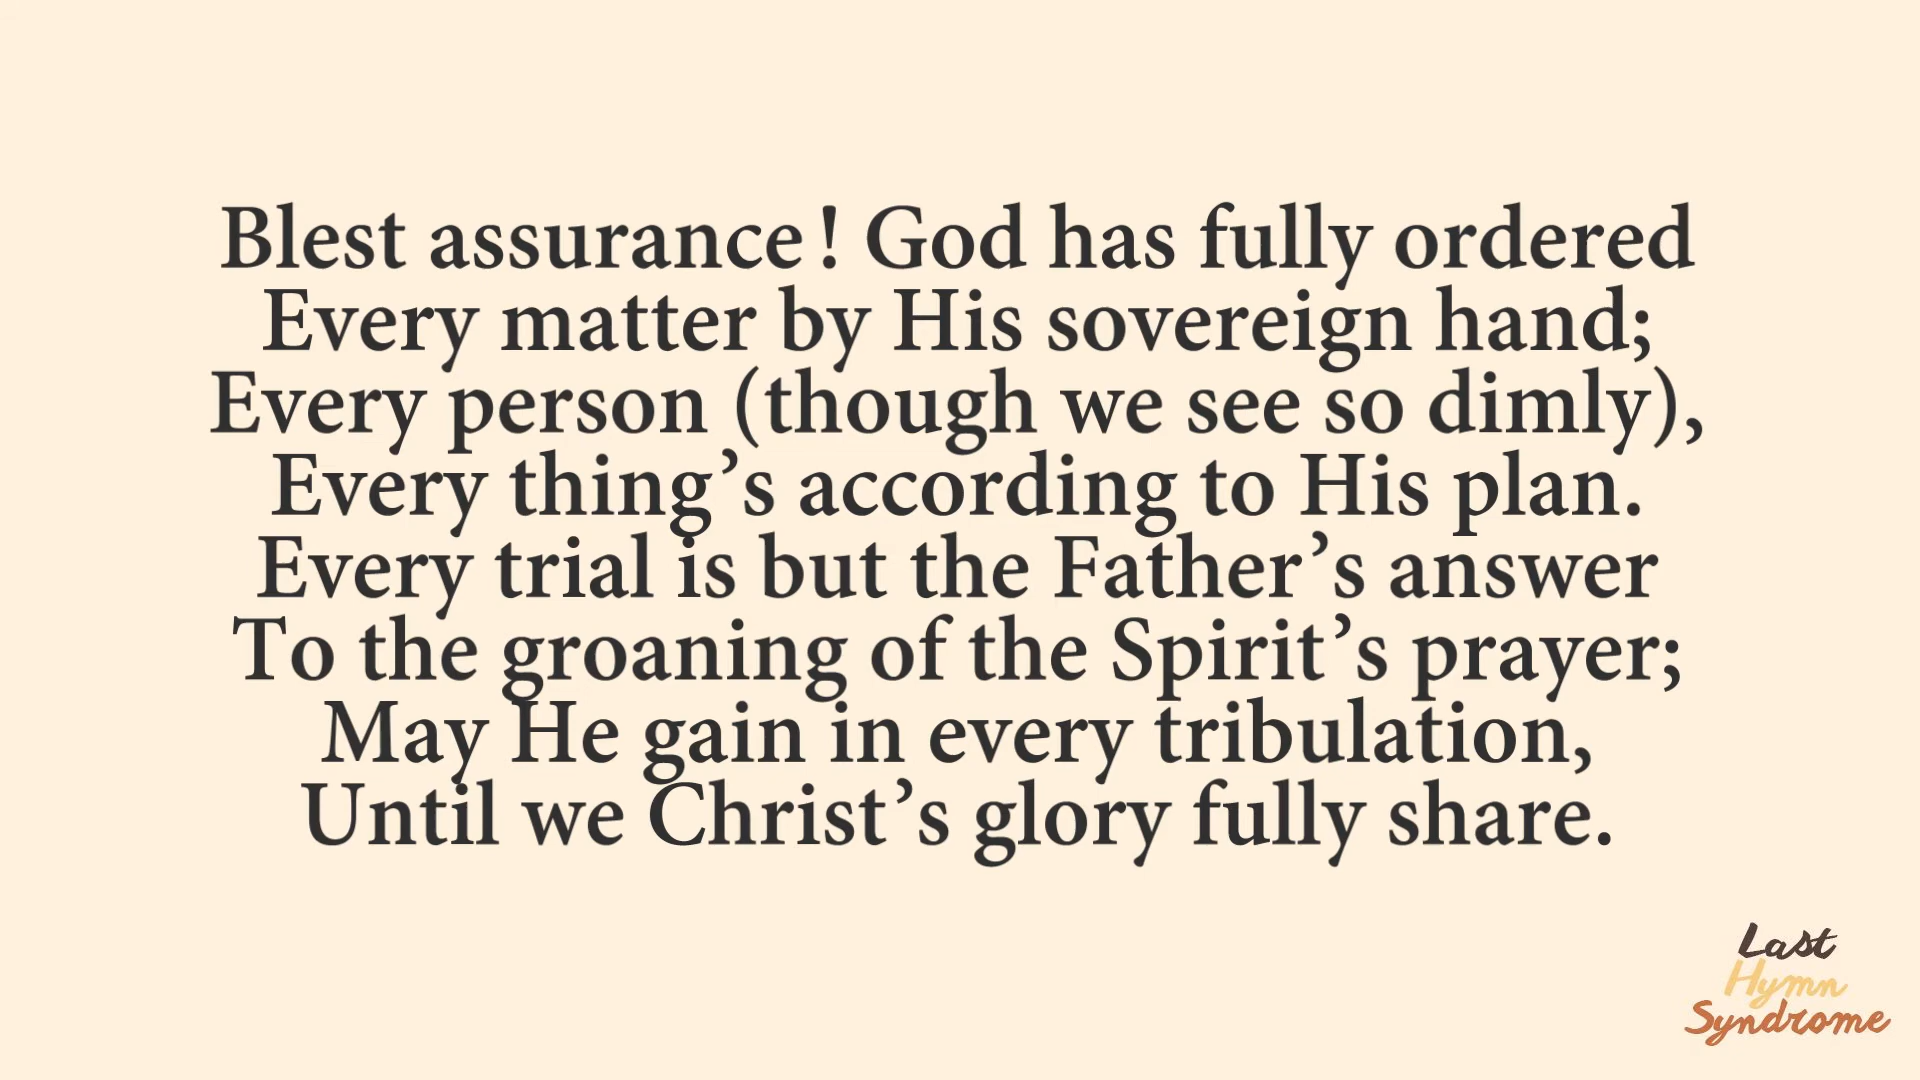 Blest assurance! God has fully ordered
Every matter by His sovereign hand;
Every person (though we see so dimly),
Every thing’s according to His plan.
Every trial is but the Father’s answer
To the groaning of the Spirit’s prayer;
May He gain in every tribulation,
Until we Christ’s glory fully share.
Last
Hymn
Syndrome